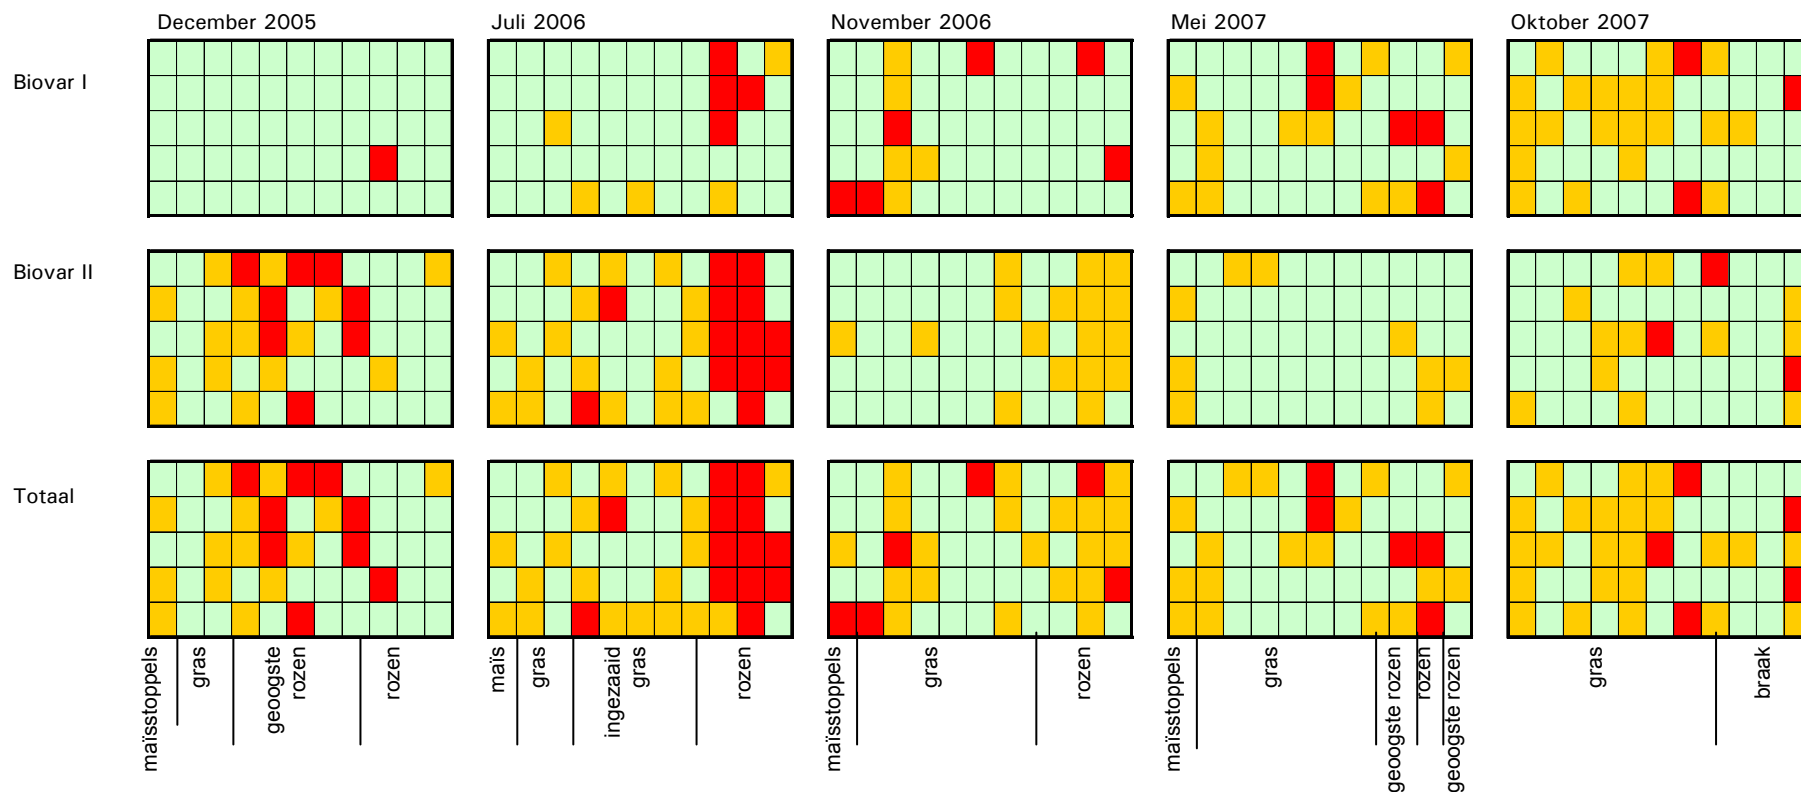 December 2005
Juli 2006
November 2006
Mei 2007
Oktober 2007
Biovar I
Biovar II
Totaal
maïsstoppels
gras
geoogste
rozen
rozen
maïs
gras
ingezaaid
gras
rozen
maïsstoppels
gras
rozen
maïsstoppels
gras
geoogste rozen
rozen
geoogste rozen
gras
braak